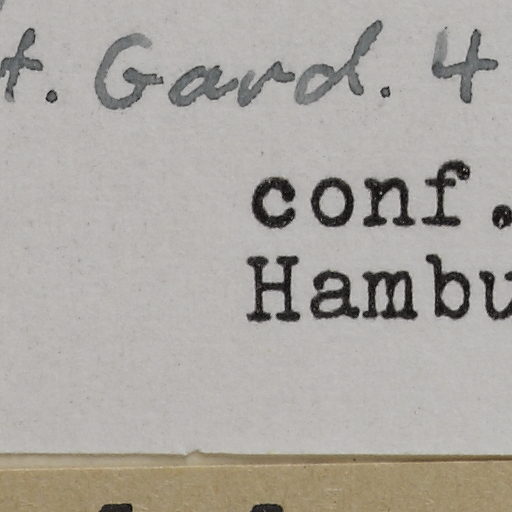 t. Gard. 4
conf.
Hambu